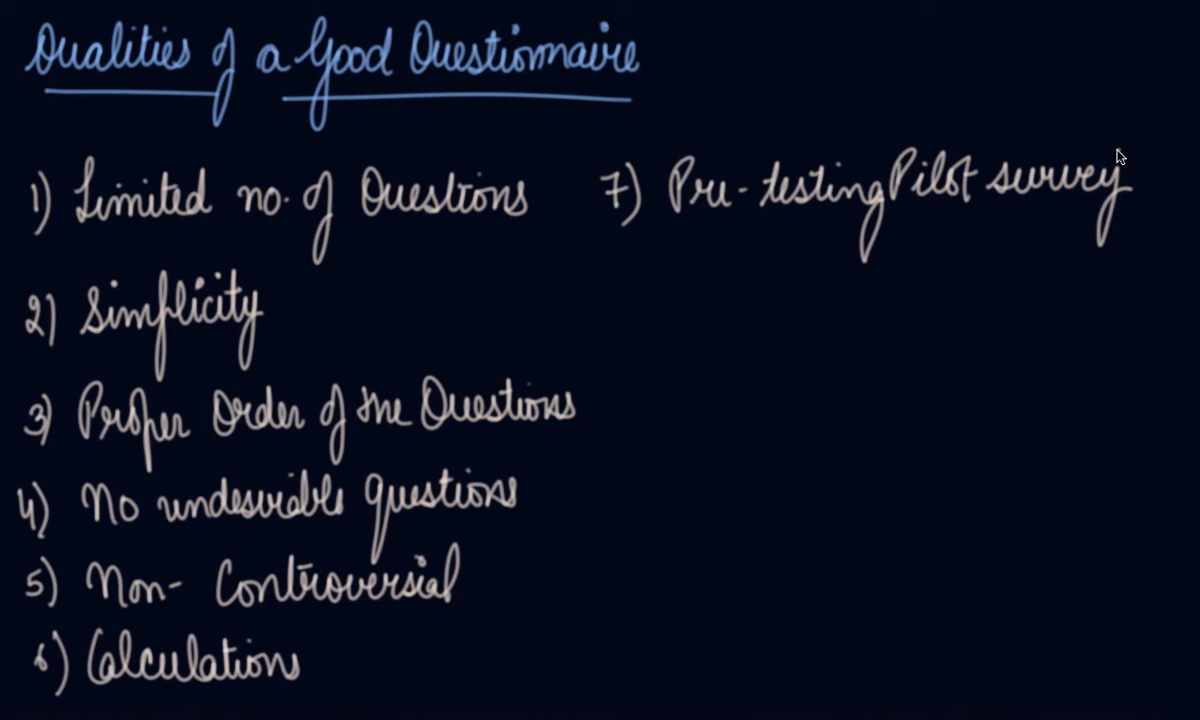 Qualities of a Good Questionnaire
1) Limited no. of Questions
2) Simplicity
3) Proper Order of the Questions
4) No undesirable questions
5) Non-Controversial
6) Calculations
7) Pre-testing Pilot survey